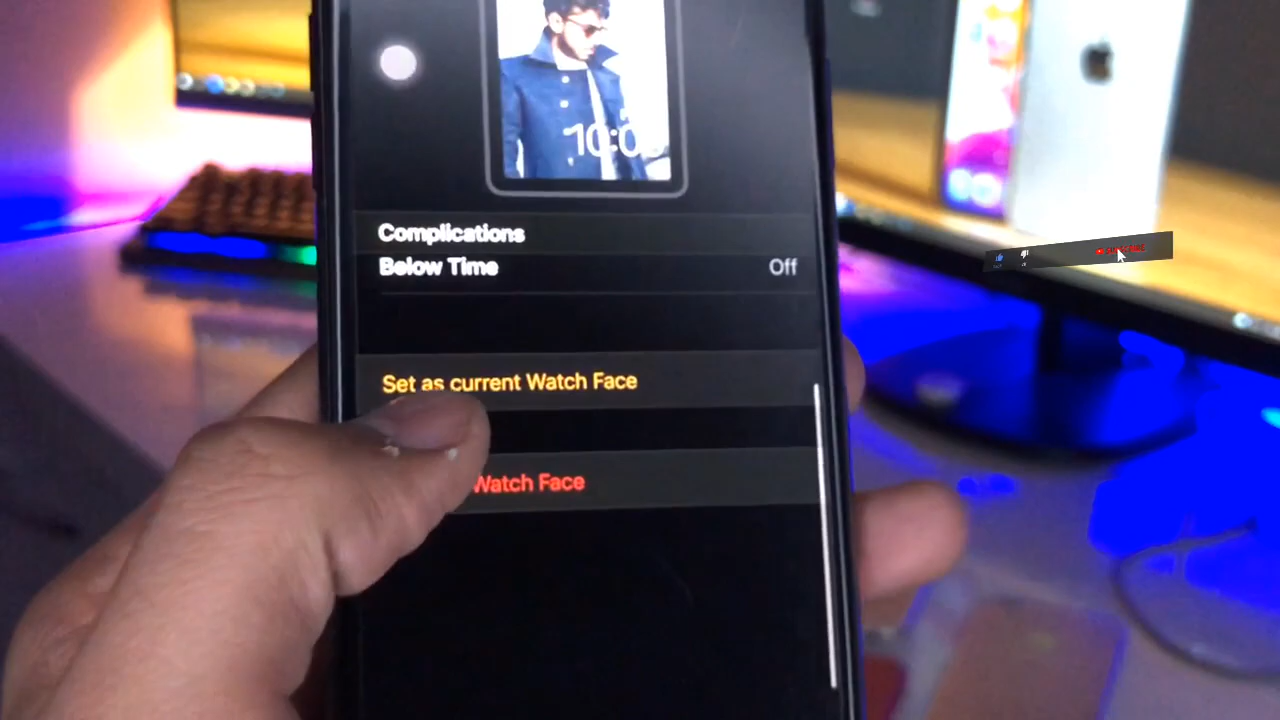 10:0
Complications
Below Time Off
Set as current Watch Face
Watch Face